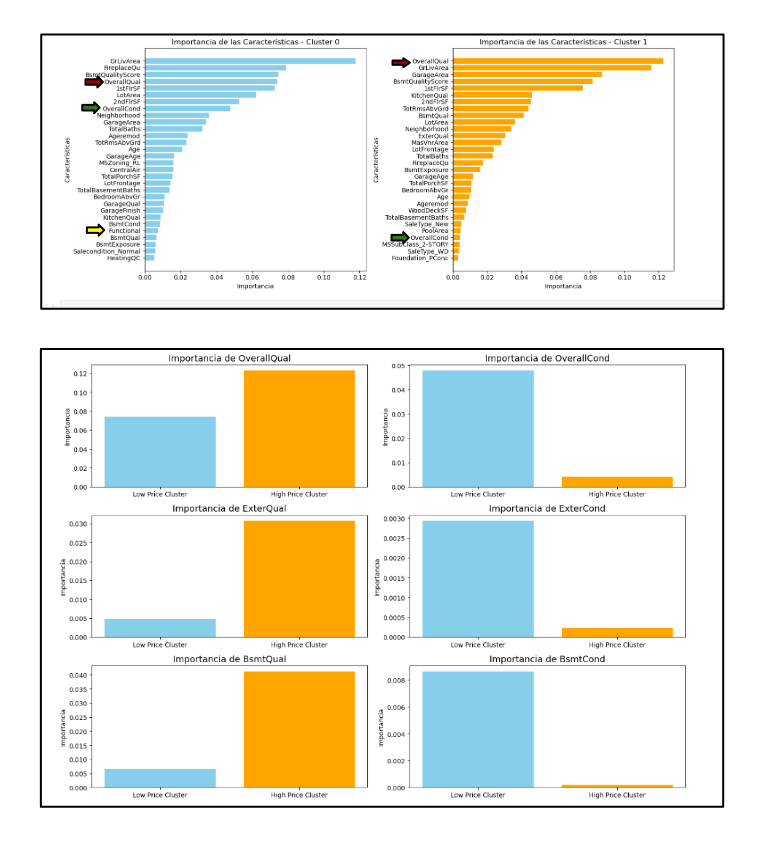 Importancia de las Características - Cluster 0
GrLivArea
FireplaceQu
BsmtQualityScore
OverallQual
1stFlrSF
LotArea
2ndFlrSF
OverallCond
Neighborhood
GarageArea
TotalBaths
Ageremod
TotRmsAbvGrd
Age
GarageAge
MSZoning_RL
CentralAir
TotalPorchSF
LotFrontage
TotalBasementBaths
BedroomAbvGr
GarageQual
GarageFinish
KitchenQual
BsmtCond
Functional
BsmtQual
BsmtExposure
Salecondition_Normal
HeatingQC
Características
0.00 0.02 0.04 0.06 0.08 0.10 0.12
Importancia
Importancia de las Características - Cluster 1
OverallQual
GrLivArea
GarageArea
BsmtQualityScore
1stFlrSF
KitchenQual
2ndFlrSF
TotRmsAbvGrd
BsmtQual
LotArea
Neighborhood
ExterQual
MasVnrArea
LotFrontage
TotalBaths
FireplaceQu
BsmtExposure
GarageAge
TotalPorchSF
BedroomAbvGr
Age
Ageremod
WoodDeckSF
TotalBasementBaths
SaleType_New
PoolArea
OverallCond
MSSubClass_2-STORY
SaleType_WD
Foundation_PConc
Características
0.00 0.02 0.04 0.06 0.08 0.10 0.12
Importancia
Importancia de OverallQual
0.12
0.10
0.08
0.06
0.04
0.02
0.00
Importancia
Low Price Cluster High Price Cluster
Importancia de OverallCond
0.05
0.04
0.03
0.02
0.01
0.00
Importancia
Low Price Cluster High Price Cluster
Importancia de ExterQual
0.030
0.025
0.020
0.015
0.010
0.005
0.000
Importancia
Low Price Cluster High Price Cluster
Importancia de ExterCond
0.0030
0.0025
0.0020
0.0015
0.0010
0.0005
0.0000
Importancia
Low Price Cluster High Price Cluster
Importancia de BsmtQual
0.040
0.035
0.030
0.025
0.020
0.015
0.010
0.005
0.000
Importancia
Low Price Cluster High Price Cluster
Importancia de BsmtCond
0.008
0.006
0.004
0.002
0.000
Importancia
Low Price Cluster High Price Cluster